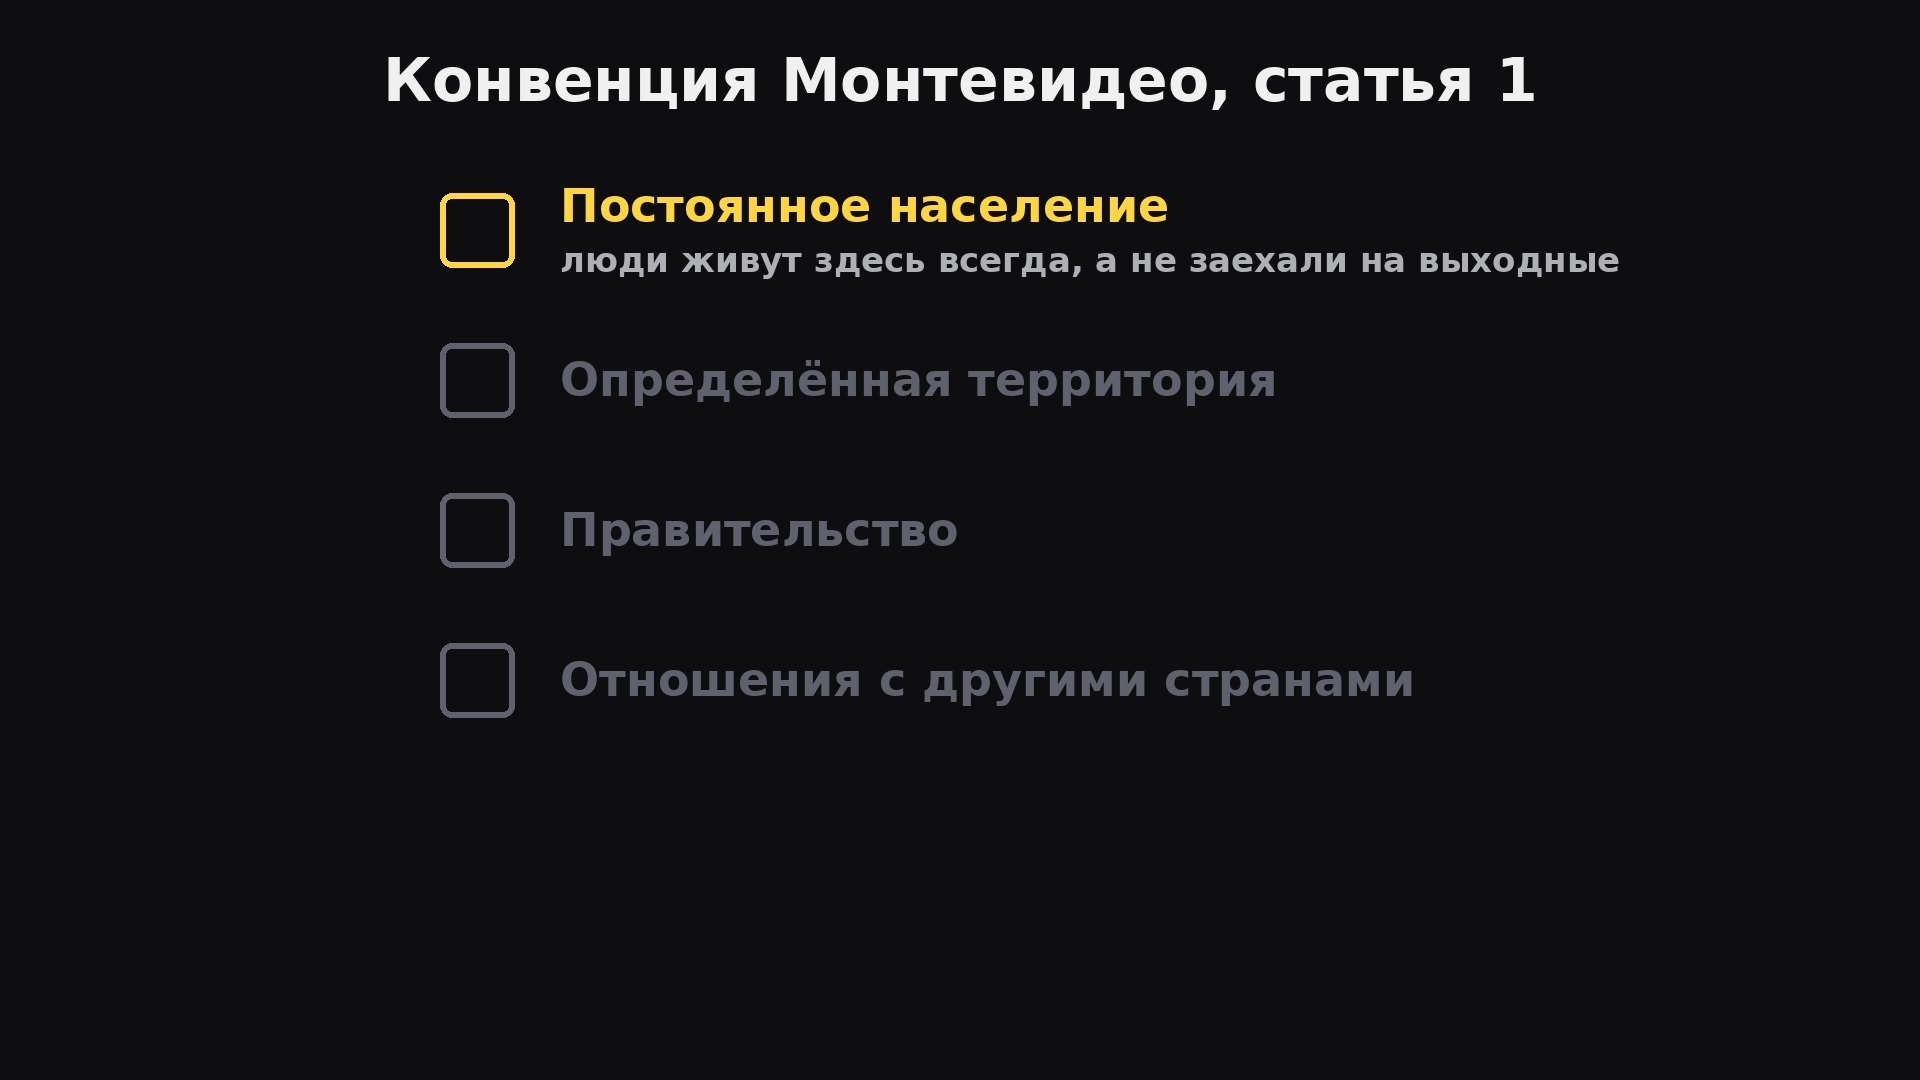 Конвенция Монтевидео, статья 1
Постоянное население
люди живут здесь всегда, а не заехали на выходные
Определённая территория
Правительство
Отношения с другими странами